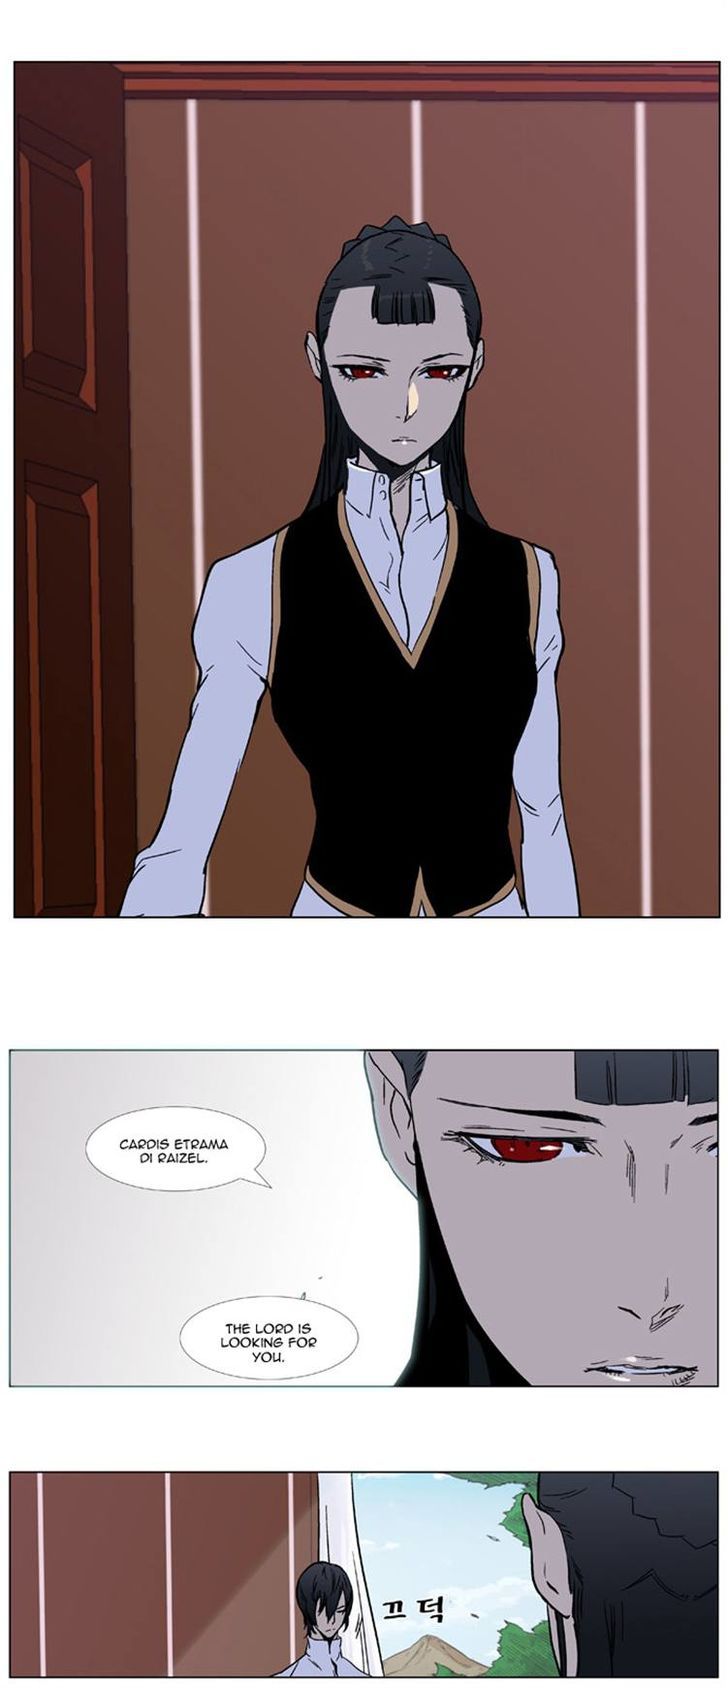 CARDIS ETRAMA
DI RAIZEL.
THE LORD IS
LOOKING FOR
YOU.
끄덕